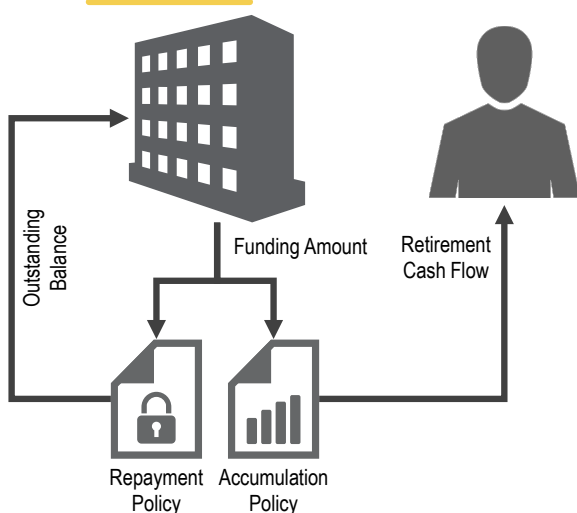 Outstanding
Balance
Funding Amount
Retirement
Cash Flow
Repayment
Policy
Accumulation
Policy